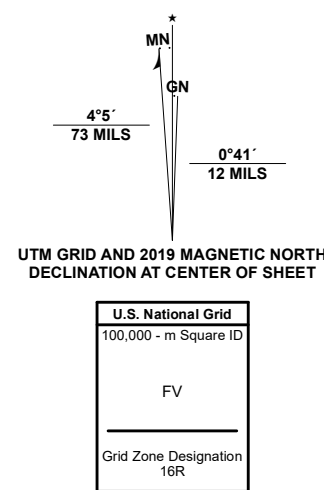 MN
GN
4°5´
73 MILS
0°41´
12 MILS
UTM GRID AND 2019 MAGNETIC NORTH
DECLINATION AT CENTER OF SHEET
U.S. National Grid
100,000 - m Square ID
FV
Grid Zone Designation
16R